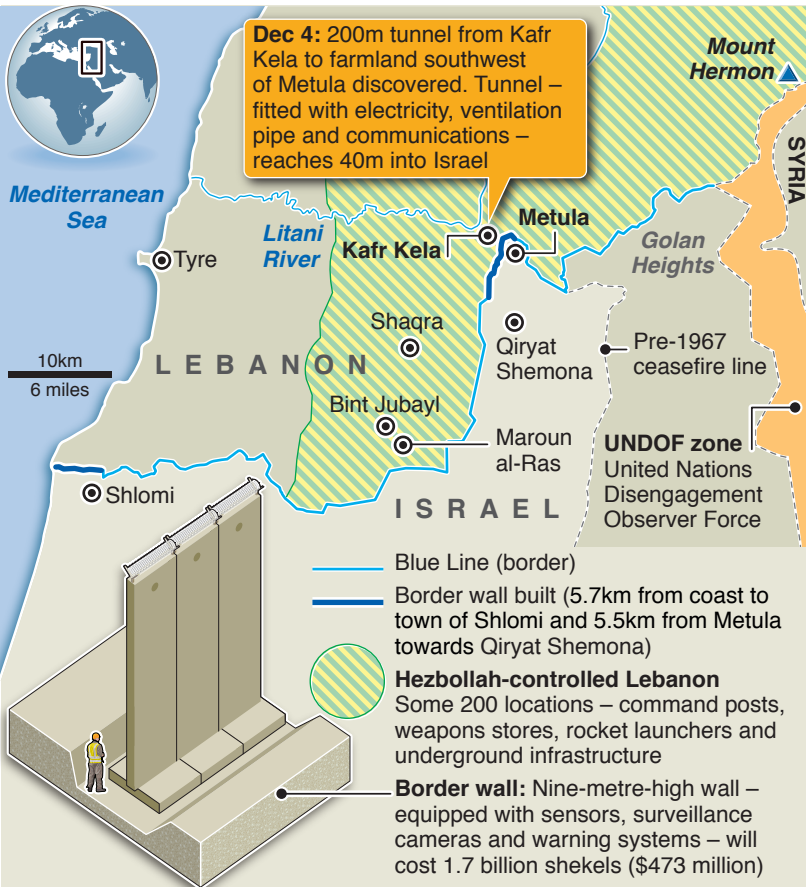 Dec 4: 200m tunnel from Kafr
Kela to farmland southwest
of Metula discovered. Tunnel –
fitted with electricity, ventilation
pipe and communications –
reaches 40m into Israel
Mount
Hermon
SYRIA
Mediterranean
Sea
Litani
River
Kafr Kela
Metula
Golan
Heights
Tyre
Shaqra
Qiryat
Shemona
Pre-1967
ceasefire line
10km
6 miles
LEBANON
Bint Jubayl
Maroun
al-Ras
UNDOF zone
United Nations
Disengagement
Observer Force
Shlomi
ISRAEL
Blue Line (border)
Border wall built (5.7km from coast to
town of Shlomi and 5.5km from Metula
towards Qiryat Shemona)
Hezbollah-controlled Lebanon
Some 200 locations – command posts,
weapons stores, rocket launchers and
underground infrastructure
Border wall: Nine-metre-high wall –
equipped with sensors, surveillance
cameras and warning systems – will
cost 1.7 billion shekels ($473 million)